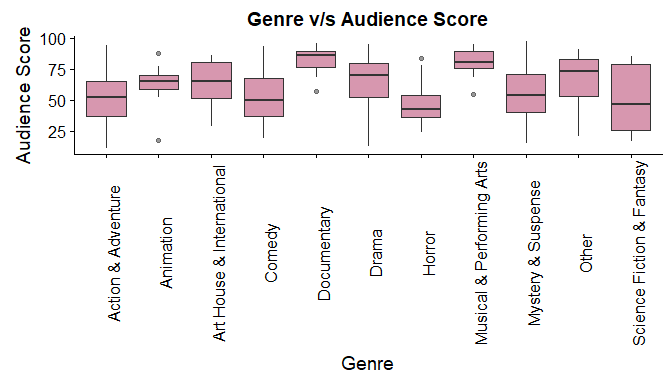 Genre v/s Audience Score
Audience Score
100
75
50
25
Action & Adventure
Animation
Art House & International
Comedy
Documentary
Drama
Horror
Musical & Performing Arts
Mystery & Suspense
Other
Science Fiction & Fantasy
Genre